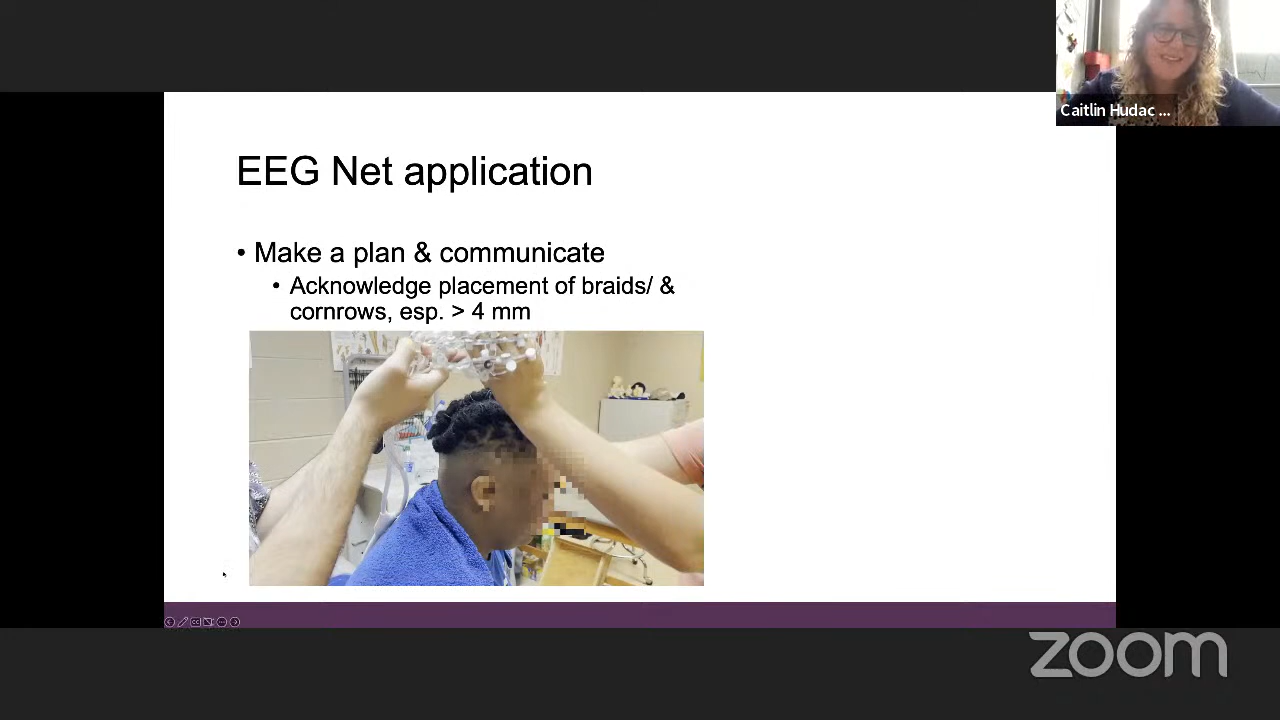 Caitlin Hudac ...
EEG Net application
• Make a plan & communicate
• Acknowledge placement of braids/ &
cornrows, esp. > 4 mm
zoom